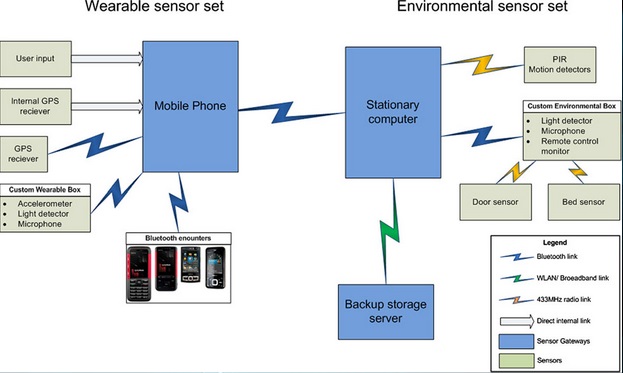 Wearable sensor set
Environmental sensor set
User input
Internal GPS
reciever
GPS
reciever
Mobile Phone
Custom Wearable Box
• Accelerometer
• Light detector
• Microphone
Bluetooth enounters
Stationary
computer
Backup storage
server
PIR
Motion detectors
Custom Environmental Box
• Light detector
• Microphone
• Remote control
monitor
Door sensor
Bed sensor
Legend
Bluetooth link
WLAN/ Broeadband link
433MHz radio link
Direct internal link
Sensor Gateways
Sensors